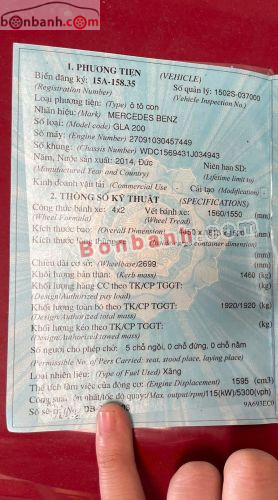 Bonbanh.com
1. PHƯƠNG TIỆN (VEHICLE)
Biển đăng ký: 15A-158.35 Số quản lý: 1502S-037000
(Registration Number) (Vehicle Inspection No.)
Loại phương tiện: (Type) ô tô con
Nhãn hiệu: (Mark) MERCEDES BENZ
Số loại: (Model code) GLA 200
Số máy: (Engine Number) 27091030457449
Số khung: (Chassis Number) WDC1569431J034943
Năm, Nước sản xuất: 2014, Đức Niên hạn SD:
(Manufactured Year and Country) (Lifetime limit to)
Kinh doanh vận tải (Commercial Use - Cải tạo (Modification) -
2. THÔNG SỐ KỸ THUẬT (SPECIFICATIONS)
Công thức bánh xe: 4x2 Vết bánh xe: 1560/1550 (mm)
(Wheel Formula) (Wheel Tread)
Kích thước bao: (Overall Dimension) (mm)
Kích thước lòng thùng container dimension)
Bonbanh.com
Chiều dài cơ sở: (Wheelbase) 2699 (mm)
Khối lượng bản thân: (Kerb mass) 1460 (kg)
Khối lượng hàng CC theo TK/CP TGGT: (kg)
(Design/Authorized pay load)
Khối lượng toàn bộ theo TK/CP TGGT: 1920/1920 (kg)
(Design/Authorized total mass)
Khối lượng kéo theo TK/CP TGGT: (kg)
(Design/Authorized towed mass)
Số người cho phép chở: 5 chỗ ngồi, 0 chỗ đứng, 0 chỗ nằm
(Permissible No. of Pers Carried: seat, stood place, laying place)
Loại nhiên liệu: (Type of Fuel Used) Xăng
Thể tích làm việc của động cơ: (Engine Displacement) 1595 (cm3)
Công suất lớn nhất/tốc độ quay: (Max. output/rpm) 115(kW)/5300(vph)
Số sê-ri: (No. 9A693EC0